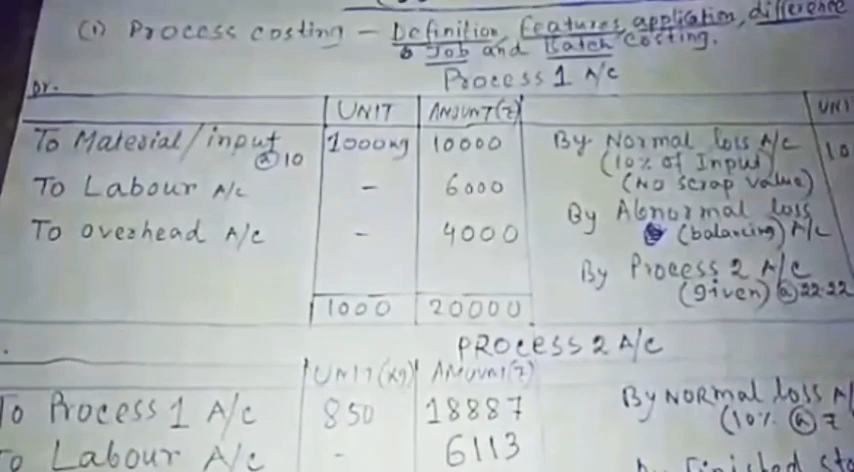 (1) Process costing – Definition, features, application, difference
& Job and Batch costing.
Process 1 A/c
Dr.
UNIT AMOUNT(₹) UNI
To Material/input 1000kg 10000 By Normal loss A/c 10
@10 (10% of Input)
To Labour A/c – 6000 (NO scrap value)
By Abnormal loss
To overhead A/c – 4000 (balancing) A/c
By Process 2 A/c
(given) @22.22
1000 20000
PROcess 2 A/c
UNIT(kg) AMOUNT(₹)
To Process 1 A/c 850 18887 By NORmal loss A/
(10% @ 7
To Labour A/c - 6113